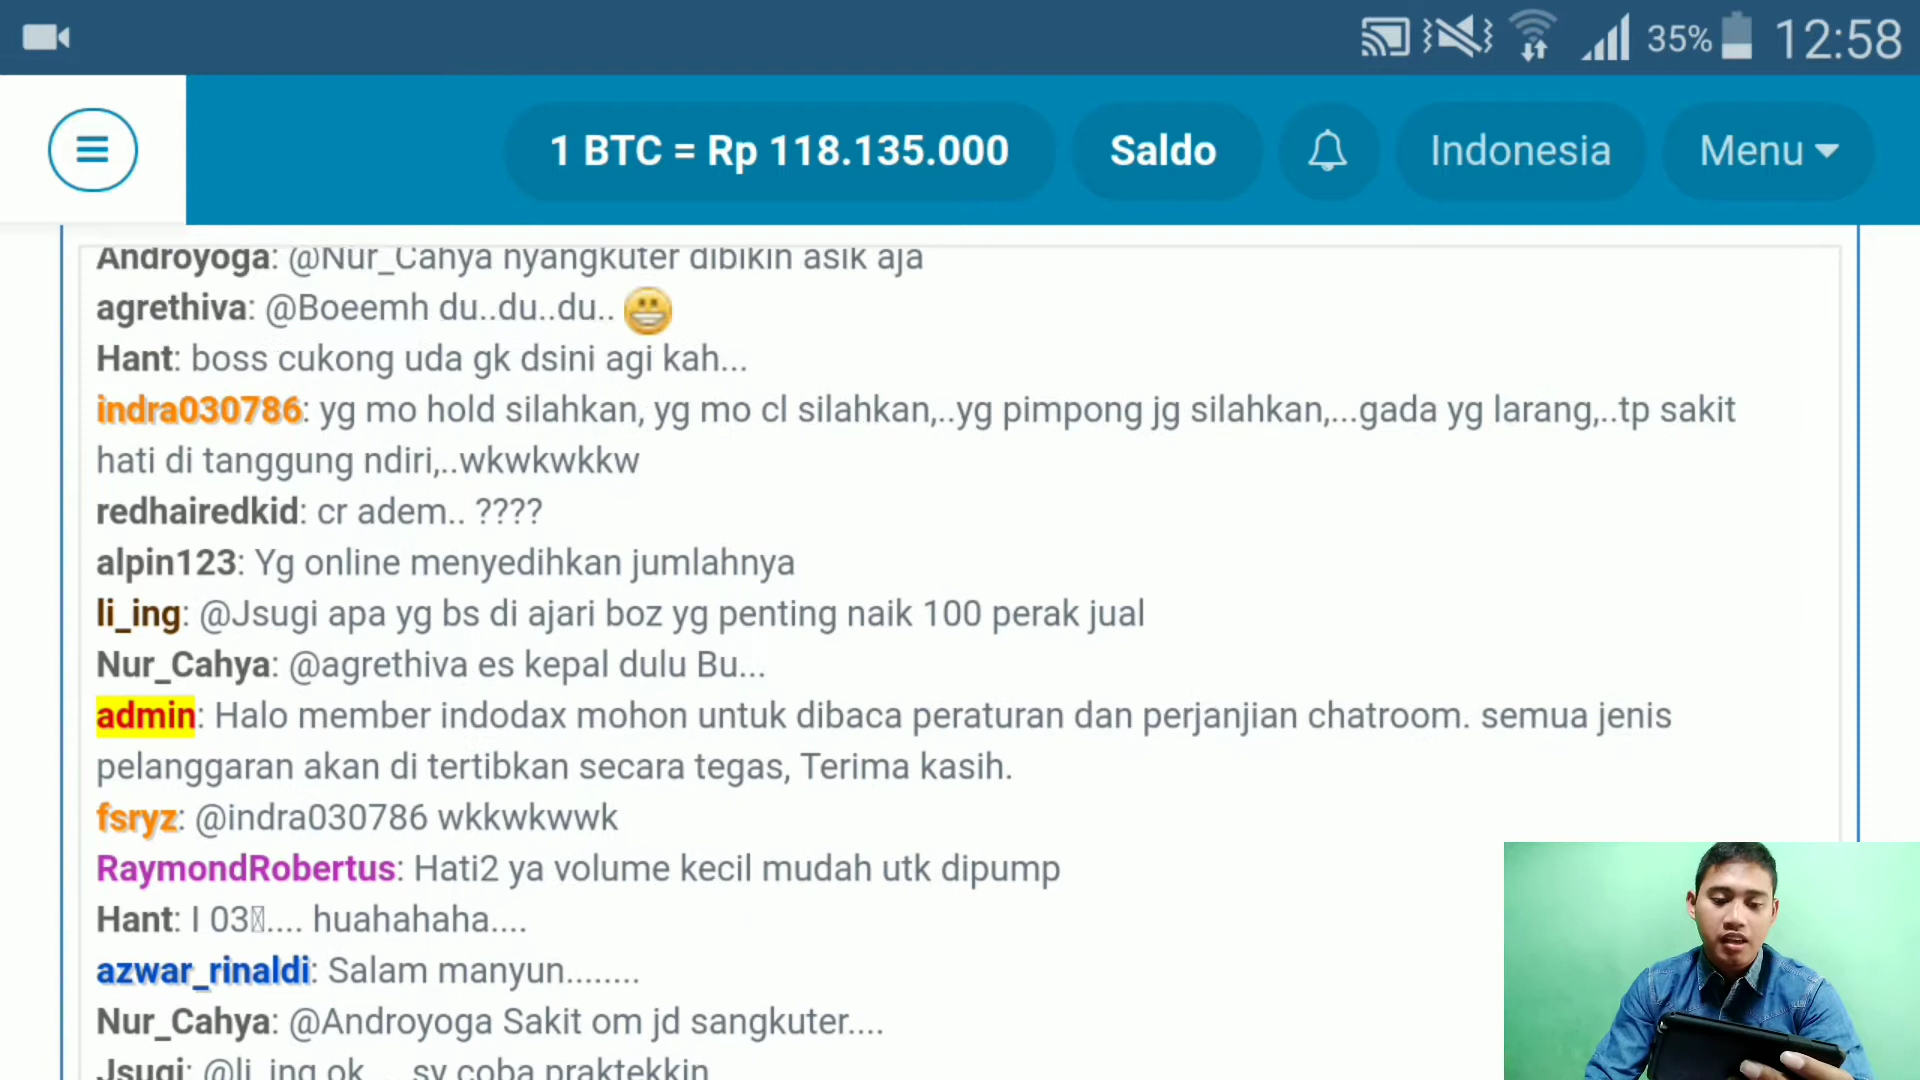 35% 12:58
1 BTC = Rp 118.135.000 Saldo Indonesia Menu
Androyoga: @Nur_Cahya nyangkuter dibikin asik aja
agrethiva: @Boeemh du..du..du..
Hant: boss cukong uda gk dsini agi kah...
indra030786: yg mo hold silahkan, yg mo cl silahkan,..yg pimpong jg silahkan,...gada yg larang,..tp sakit
hati di tanggung ndiri,..wkwkwkkw
redhairedkid: cr adem.. ????
alpin123: Yg online menyedihkan jumlahnya
li_ing: @Jsugi apa yg bs di ajari boz yg penting naik 100 perak jual
Nur_Cahya: @agrethiva es kepal dulu Bu...
admin: Halo member indodax mohon untuk dibaca peraturan dan perjanjian chatroom. semua jenis
pelanggaran akan di tertibkan secara tegas, Terima kasih.
fsryz: @indra030786 wkkwkwwk
RaymondRobertus: Hati2 ya volume kecil mudah utk dipump
Hant: I 03.... huahahaha....
azwar_rinaldi: Salam manyun........
Nur_Cahya: @Androyoga Sakit om jd sangkuter....
Jsugi: @li_ing ok.... sy coba praktekkin